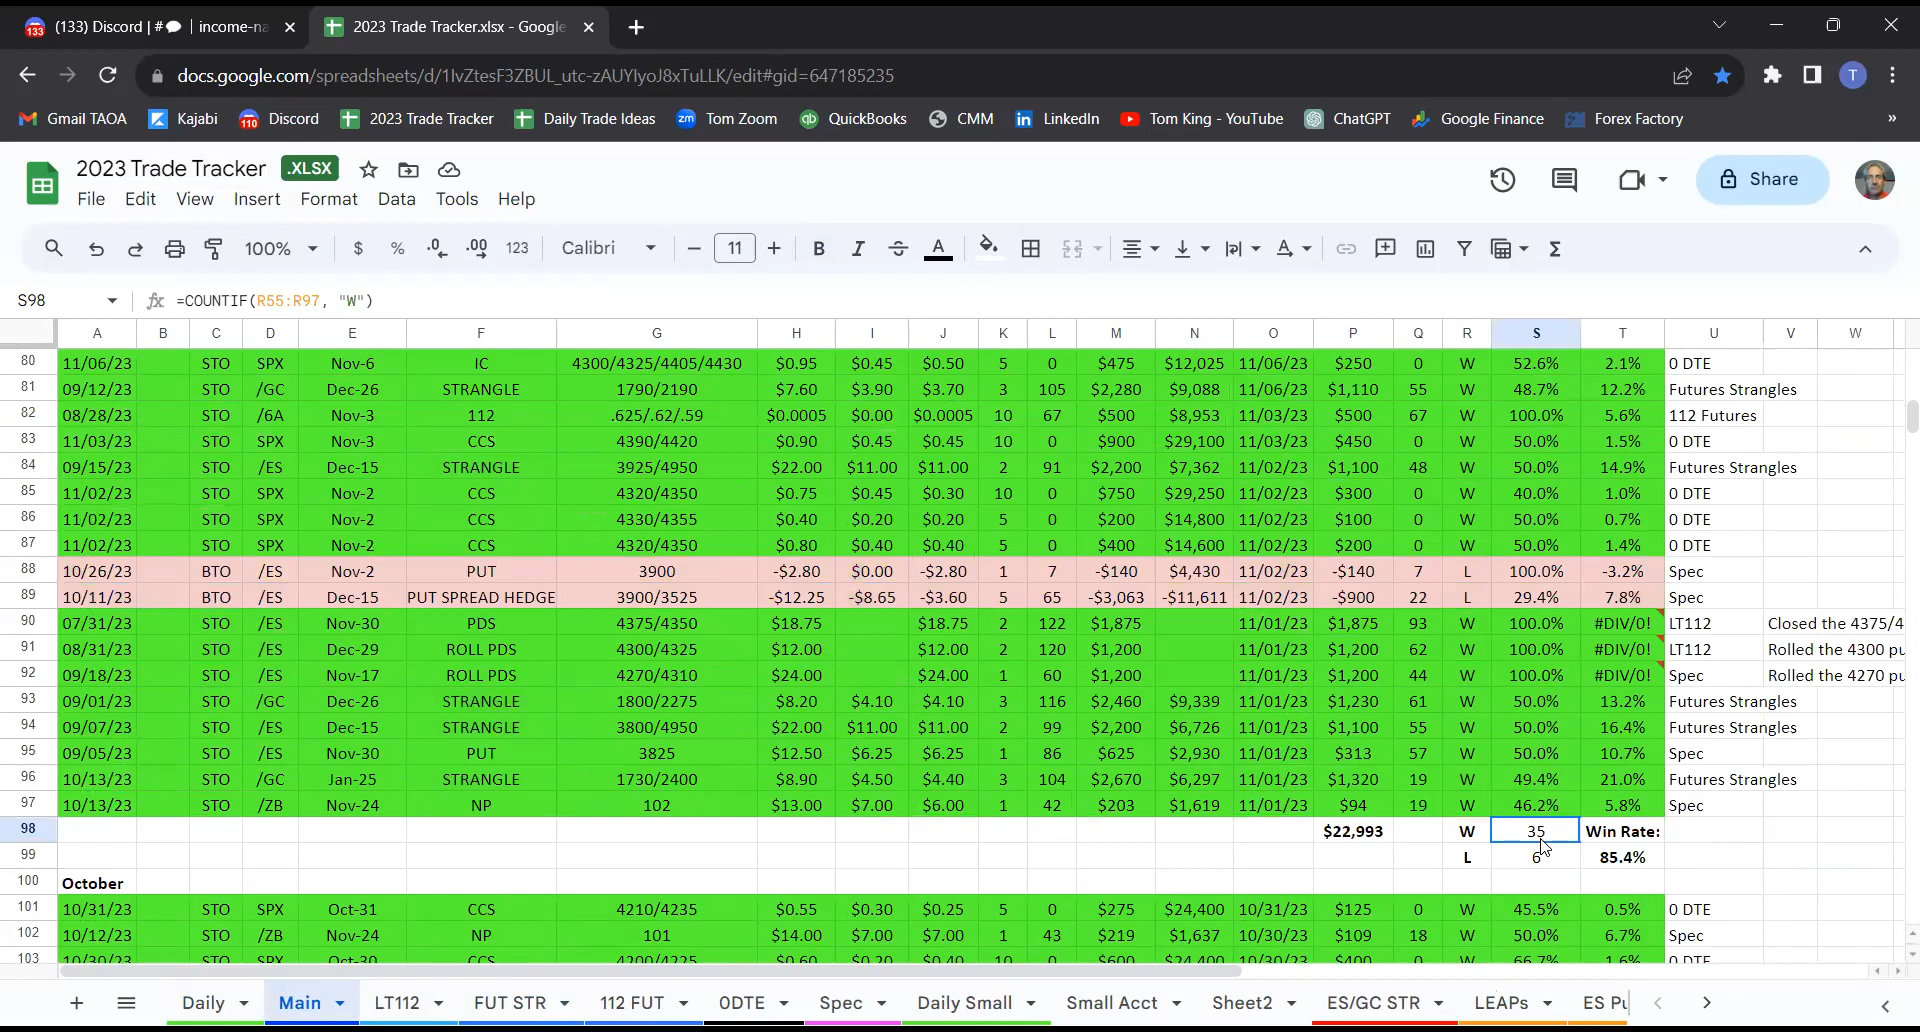 (133) Discord | # 💬 | income-na
2023 Trade Tracker.xlsx - Google
docs.google.com/spreadsheets/d/1IvZtesF3ZBUL_utc-zAUYIyoJ8xTuLLK/edit#gid=647185235
T
Gmail TAOA Kajabi Discord 2023 Trade Tracker Daily Trade Ideas Tom Zoom QuickBooks CMM LinkedIn Tom King - YouTube ChatGPT Google Finance Forex Factory »
2023 Trade Tracker .XLSX
Share
File Edit View Insert Format Data Tools Help
100% $ % .0 .00 123 Calibri 11 B I S A Σ
S98 fx =COUNTIF(R55:R97, "W")
A B C D E F G H I J K L M N O P Q R S T U V W
80 11/06/23 STO SPX Nov-6 IC 4300/4325/4405/4430 $0.95 $0.45 $0.50 5 0 $475 $12,025 11/06/23 $250 0 W 52.6% 2.1% 0 DTE
81 09/12/23 STO /GC Dec-26 STRANGLE 1790/2190 $7.60 $3.90 $3.70 3 105 $2,280 $9,088 11/06/23 $1,110 55 W 48.7% 12.2% Futures Strangles
82 08/28/23 STO /6A Nov-3 112 .625/.62/.59 $0.0005 $0.00 $0.0005 10 67 $500 $8,953 11/03/23 $500 67 W 100.0% 5.6% 112 Futures
83 11/03/23 STO SPX Nov-3 CCS 4390/4420 $0.90 $0.45 $0.45 10 0 $900 $29,100 11/03/23 $450 0 W 50.0% 1.5% 0 DTE
84 09/15/23 STO /ES Dec-15 STRANGLE 3925/4950 $22.00 $11.00 $11.00 2 91 $2,200 $7,362 11/02/23 $1,100 48 W 50.0% 14.9% Futures Strangles
85 11/02/23 STO SPX Nov-2 CCS 4320/4350 $0.75 $0.45 $0.30 10 0 $750 $29,250 11/02/23 $300 0 W 40.0% 1.0% 0 DTE
86 11/02/23 STO SPX Nov-2 CCS 4330/4355 $0.40 $0.20 $0.20 5 0 $200 $14,800 11/02/23 $100 0 W 50.0% 0.7% 0 DTE
87 11/02/23 STO SPX Nov-2 CCS 4320/4350 $0.80 $0.40 $0.40 5 0 $400 $14,600 11/02/23 $200 0 W 50.0% 1.4% 0 DTE
88 10/26/23 BTO /ES Nov-2 PUT 3900 -$2.80 $0.00 -$2.80 1 7 -$140 $4,430 11/02/23 -$140 7 L 100.0% -3.2% Spec
89 10/11/23 BTO /ES Dec-15 PUT SPREAD HEDGE 3900/3525 -$12.25 -$8.65 -$3.60 5 65 -$3,063 -$11,611 11/02/23 -$900 22 L 29.4% 7.8% Spec
90 07/31/23 STO /ES Nov-30 PDS 4375/4350 $18.75 $18.75 2 122 $1,875 11/01/23 $1,875 93 W 100.0% #DIV/0! LT112 Closed the 4375/4
91 08/31/23 STO /ES Dec-29 ROLL PDS 4300/4325 $12.00 $12.00 2 120 $1,200 11/01/23 $1,200 62 W 100.0% #DIV/0! LT112 Rolled the 4300 pu
92 09/18/23 STO /ES Nov-17 ROLL PDS 4270/4310 $24.00 $24.00 1 60 $1,200 11/01/23 $1,200 44 W 100.0% #DIV/0! Spec Rolled the 4270 pu
93 09/01/23 STO /GC Dec-26 STRANGLE 1800/2275 $8.20 $4.10 $4.10 3 116 $2,460 $9,339 11/01/23 $1,230 61 W 50.0% 13.2% Futures Strangles
94 09/07/23 STO /ES Dec-15 STRANGLE 3800/4950 $22.00 $11.00 $11.00 2 99 $2,200 $6,726 11/01/23 $1,100 55 W 50.0% 16.4% Futures Strangles
95 09/05/23 STO /ES Nov-30 PUT 3825 $12.50 $6.25 $6.25 1 86 $625 $2,930 11/01/23 $313 57 W 50.0% 10.7% Spec
96 10/13/23 STO /GC Jan-25 STRANGLE 1730/2400 $8.90 $4.50 $4.40 3 104 $2,670 $6,297 11/01/23 $1,320 19 W 49.4% 21.0% Futures Strangles
97 10/13/23 STO /ZB Nov-24 NP 102 $13.00 $7.00 $6.00 1 42 $203 $1,619 11/01/23 $94 19 W 46.2% 5.8% Spec
98 $22,993 W 35 Win Rate:
99 L 6 85.4%
100 October
101 10/31/23 STO SPX Oct-31 CCS 4210/4235 $0.55 $0.30 $0.25 5 0 $275 $24,400 10/31/23 $125 0 W 45.5% 0.5% 0 DTE
102 10/12/23 STO /ZB Nov-24 NP 101 $14.00 $7.00 $7.00 1 43 $219 $1,637 10/30/23 $109 18 W 50.0% 6.7% Spec
103 10/30/23 STO SPX Oct-30 CCS 4200/4225 $0.60 $0.20 $0.40 10 0 $600 $24,400 10/30/23 $400 0 W 66.7% 1.6% 0 DTE
Daily Main LT112 FUT STR 112 FUT 0DTE Spec Daily Small Small Acct Sheet2 ES/GC STR LEAPs ES Pu